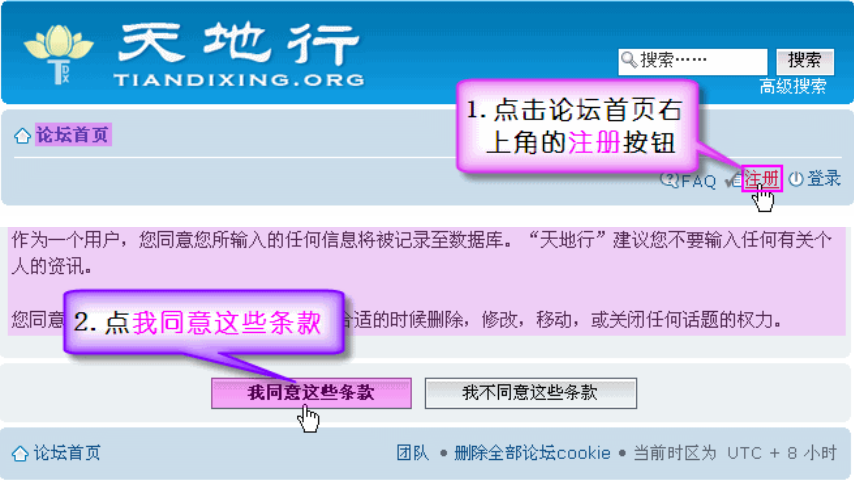 天地行
TIANDIXING.ORG
TDX
搜索……
搜索
高级搜索
论坛首页
1.点击论坛首页右
上角的注册按钮
FAQ
注册
登录
作为一个用户，您同意您所输入的任何信息将被记录至数据库。“天地行”建议您不要输入任何有关个
人的资讯。
2.点我同意这些条款
您同意
合适的时候删除，修改，移动，或关闭任何话题的权力。
我同意这些条款
我不同意这些条款
论坛首页
团队 • 删除全部论坛cookie • 当前时区为 UTC + 8 小时